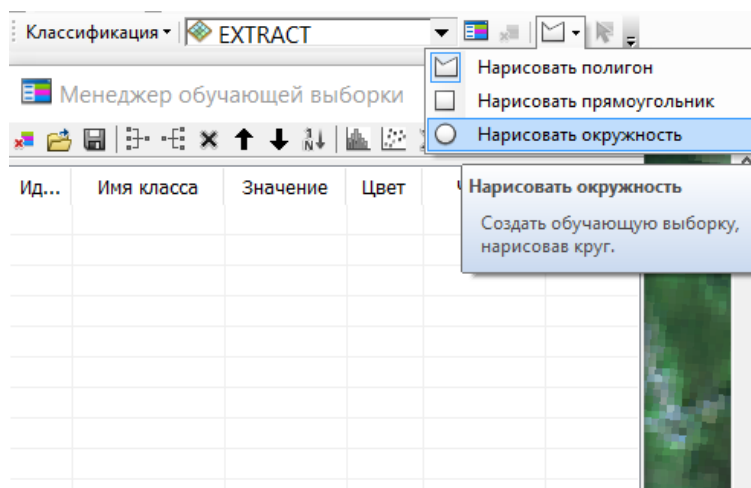 Классификация EXTRACT
Нарисовать полигон
Менеджер обучающей выборки
Нарисовать прямоугольник
Нарисовать окружность
Ид... Имя класса Значение Цвет
Нарисовать окружность
Создать обучающую выборку,
нарисовав круг.